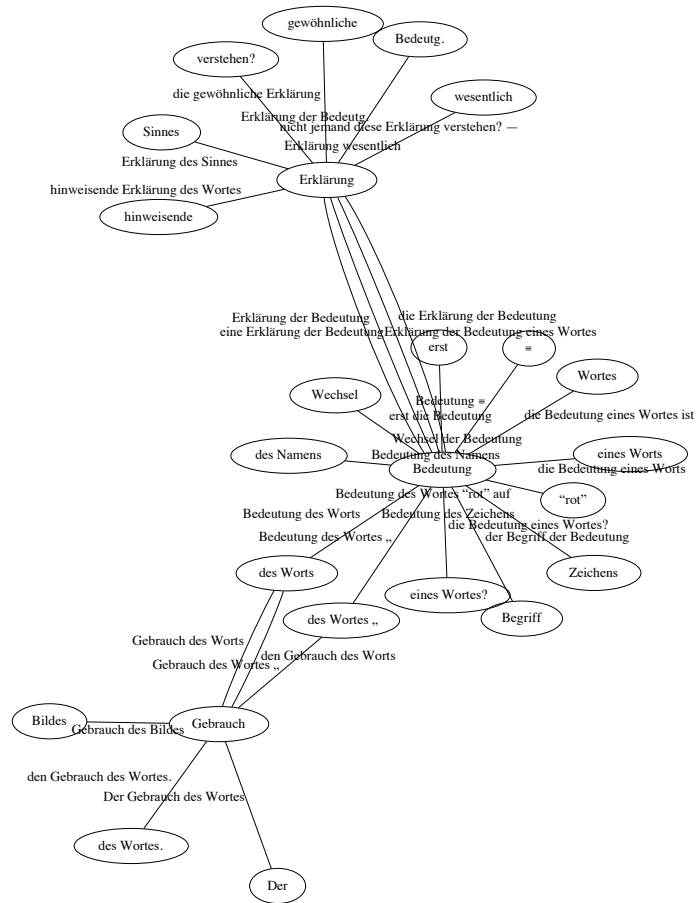 gewöhnliche
Bedeutg.
verstehen?
die gewöhnliche Erklärung
wesentlich
Erklärung der Bedeutg.
nicht jemand diese Erklärung verstehen? —
Sinnes
Erklärung wesentlich
Erklärung des Sinnes
Erklärung
hinweisende Erklärung des Wortes
hinweisende
Erklärung der Bedeutung
die Erklärung der Bedeutung
eine Erklärung der Bedeutung
Erklärung der Bedeutung eines Wortes
erst
≡
Wortes
Wechsel
Bedeutung ≡
erst die Bedeutung
die Bedeutung eines Wortes ist
Wechsel der Bedeutung
des Namens
Bedeutung des Namens
eines Worts
Bedeutung
die Bedeutung eines Worts
Bedeutung des Wortes “rot” auf
“rot”
Bedeutung des Worts
Bedeutung des Zeichens
die Bedeutung eines Wortes?
Bedeutung des Wortes „
der Begriff der Bedeutung
des Worts
Zeichens
eines Wortes?
des Wortes „
Begriff
Gebrauch des Worts
den Gebrauch des Worts
Gebrauch des Wortes „
Bildes
Gebrauch
Gebrauch des Bildes
den Gebrauch des Wortes.
Der Gebrauch des Wortes
des Wortes.
Der